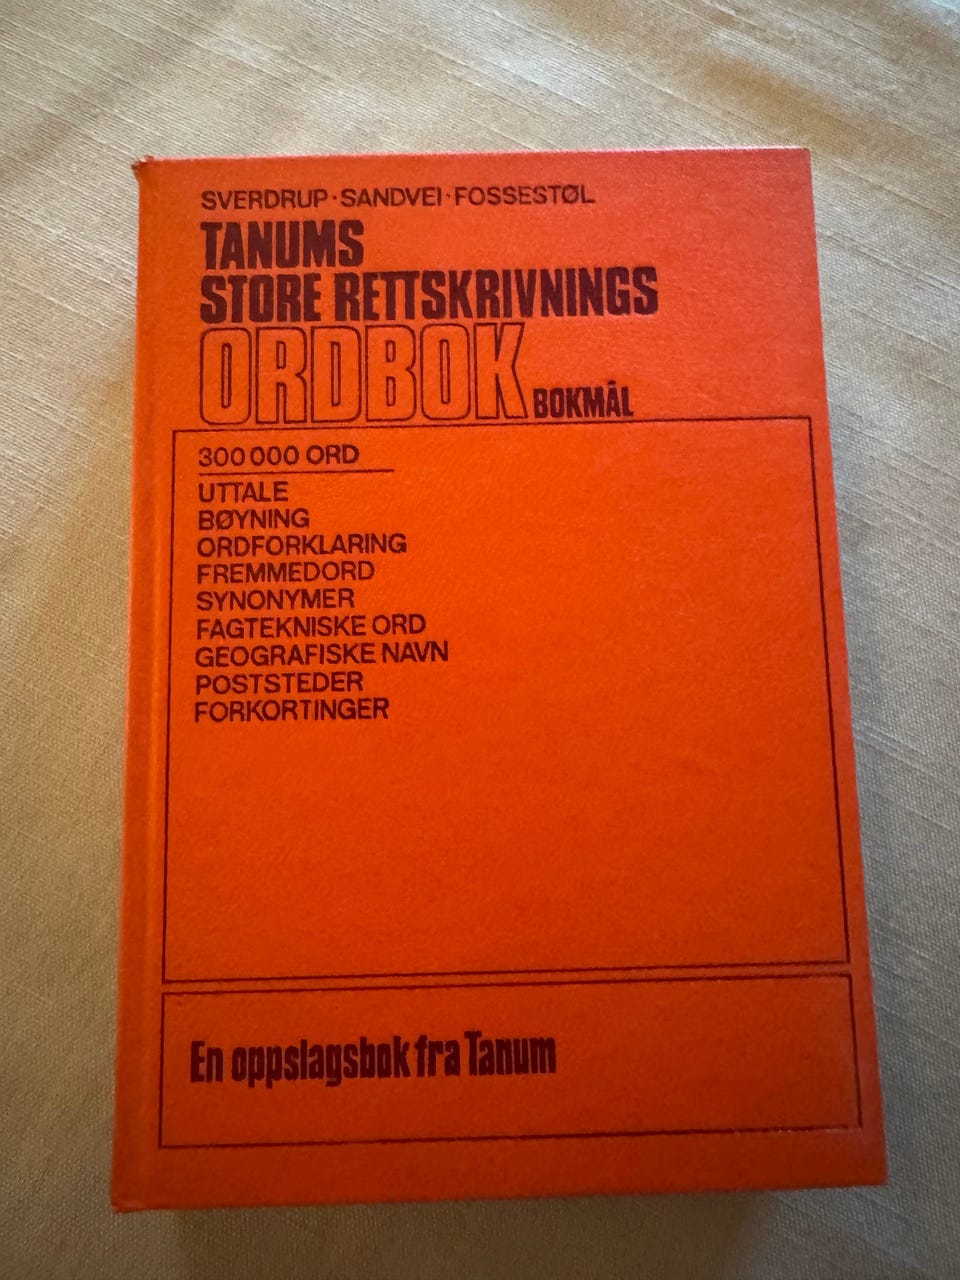 SVERDRUP · SANDVEI · FOSSESTØL
TANUMS
STORE RETTSKRIVNINGS
ORDBOK BOKMÅL
300 000 ORD
UTTALE
BØYNING
ORDFORKLARING
FREMMEDORD
SYNONYMER
FAGTEKNISKE ORD
GEOGRAFISKE NAVN
POSTSTEDER
FORKORTINGER
En oppslagsbok fra Tanum